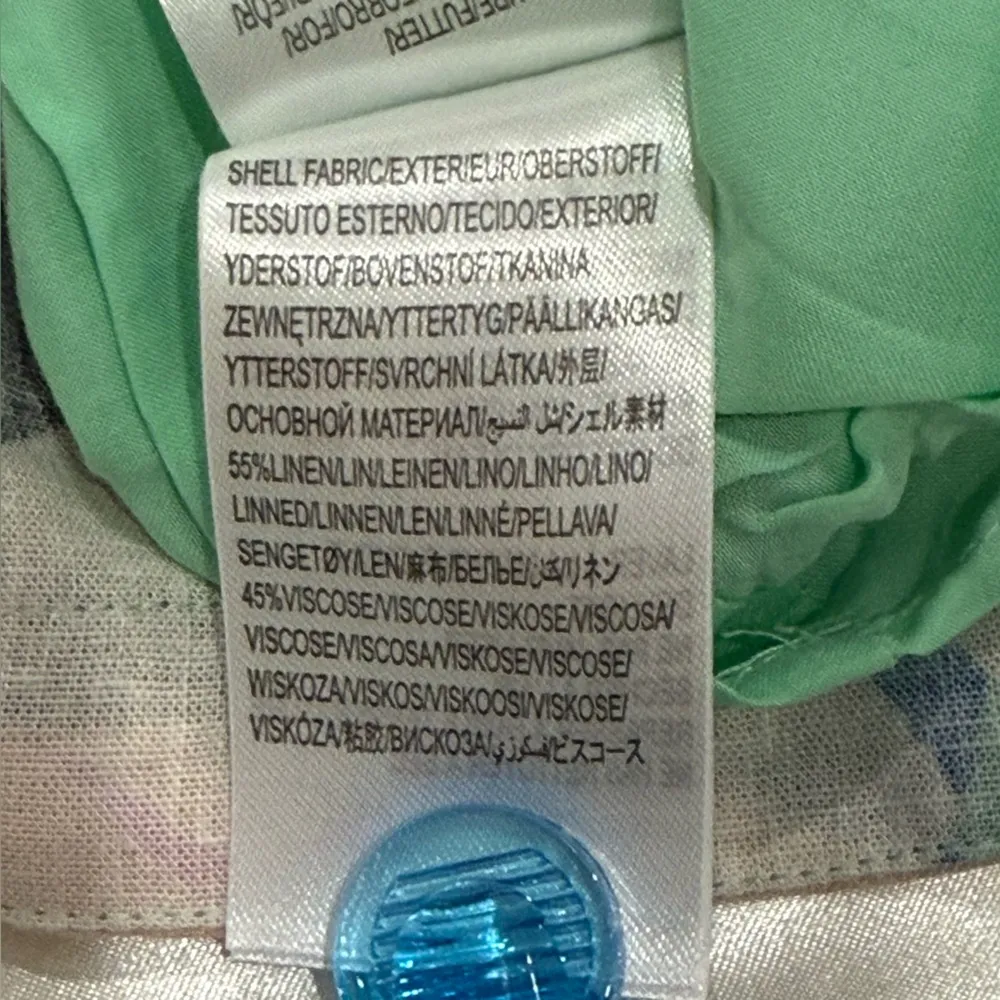 SHELL FABRIC/EXTERIEUR/OBERSTOFF/
TESSUTO ESTERNO/TECIDO/EXTERIOR/
YDERSTOF/BOVENSTOF/TKANINA
ZEWNĘTRZNA/YTTERTYG/PÄÄLLIKANGAS/
YTTERSTOFF/SVRCHNÍ LÁTKA/外层/
ОСНОВНОЙ МАТЕРИАЛ/シェル素材
55%LINEN/LIN/LEINEN/LINO/LINHO/LINO/
LINNED/LINNEN/LEN/LINNE/PELLAVA/
SENGETØY/LEN/麻布/БЕЛЬЕ/リネン
45%VISCOSE/VISCOSE/VISKOSE/VISCOSA/
VISCOSE/VISCOSA/VISKOSE/VISCOSE/
WISKOZA/VISKOS/VISKOOSI/VISKOSE/
VISKÓZA/粘胶/ВИСКОЗА/ビスコース